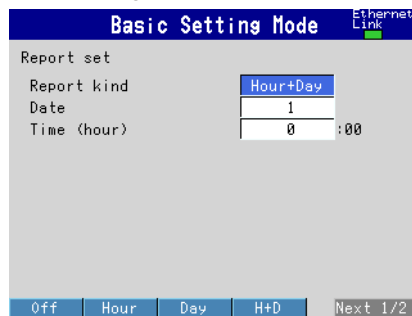 Basic Setting Mode
Ethernet
Link
Report set
Report kind Hour+Day
Date 1
Time (hour) 0 :00
Off Hour Day H+D Next 1/2